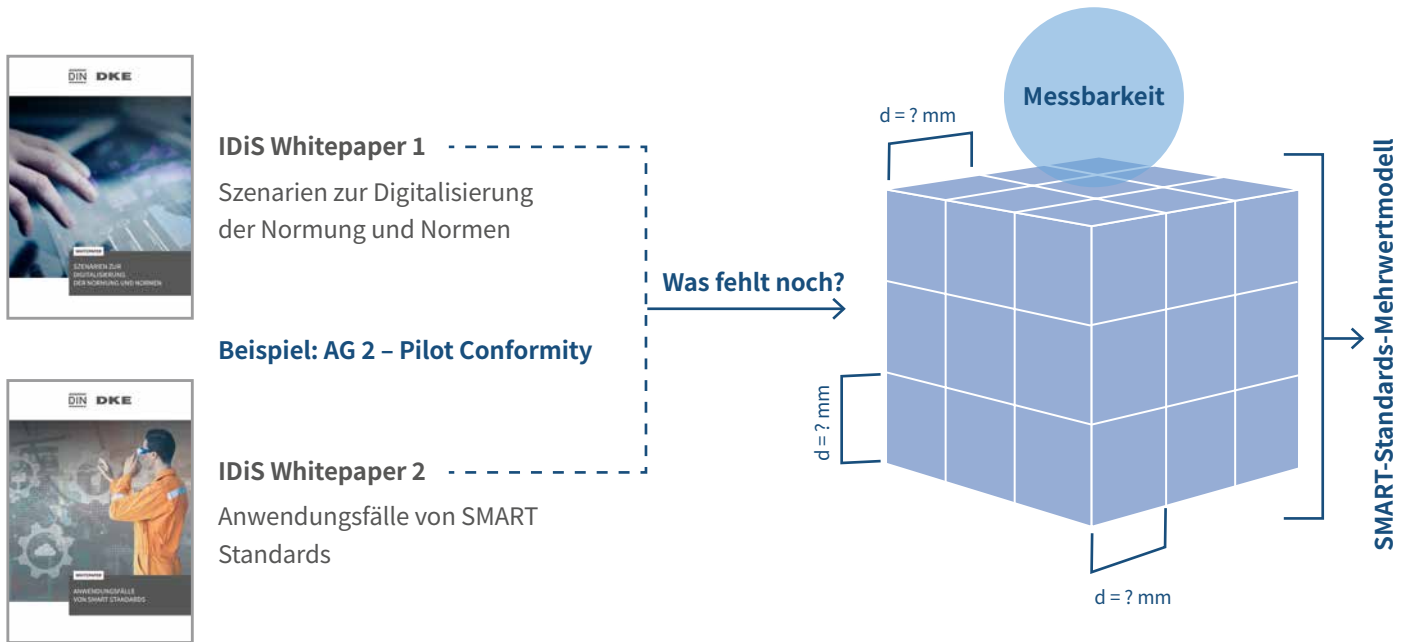 DIN DKE
WHITEPAPER
SZENARIEN ZUR
DIGITALISIERUNG
DER NORMUNG UND NORMEN
IDiS Whitepaper 1
Szenarien zur Digitalisierung
der Normung und Normen
Beispiel: AG 2 – Pilot Conformity
DIN DKE
WHITEPAPER
ANWENDUNGSFÄLLE
VON SMART STANDARDS
IDiS Whitepaper 2
Anwendungsfälle von SMART
Standards
Was fehlt noch?
Messbarkeit
d = ? mm
d = ? mm
d = ? mm
SMART-Standards-Mehrwertmodell